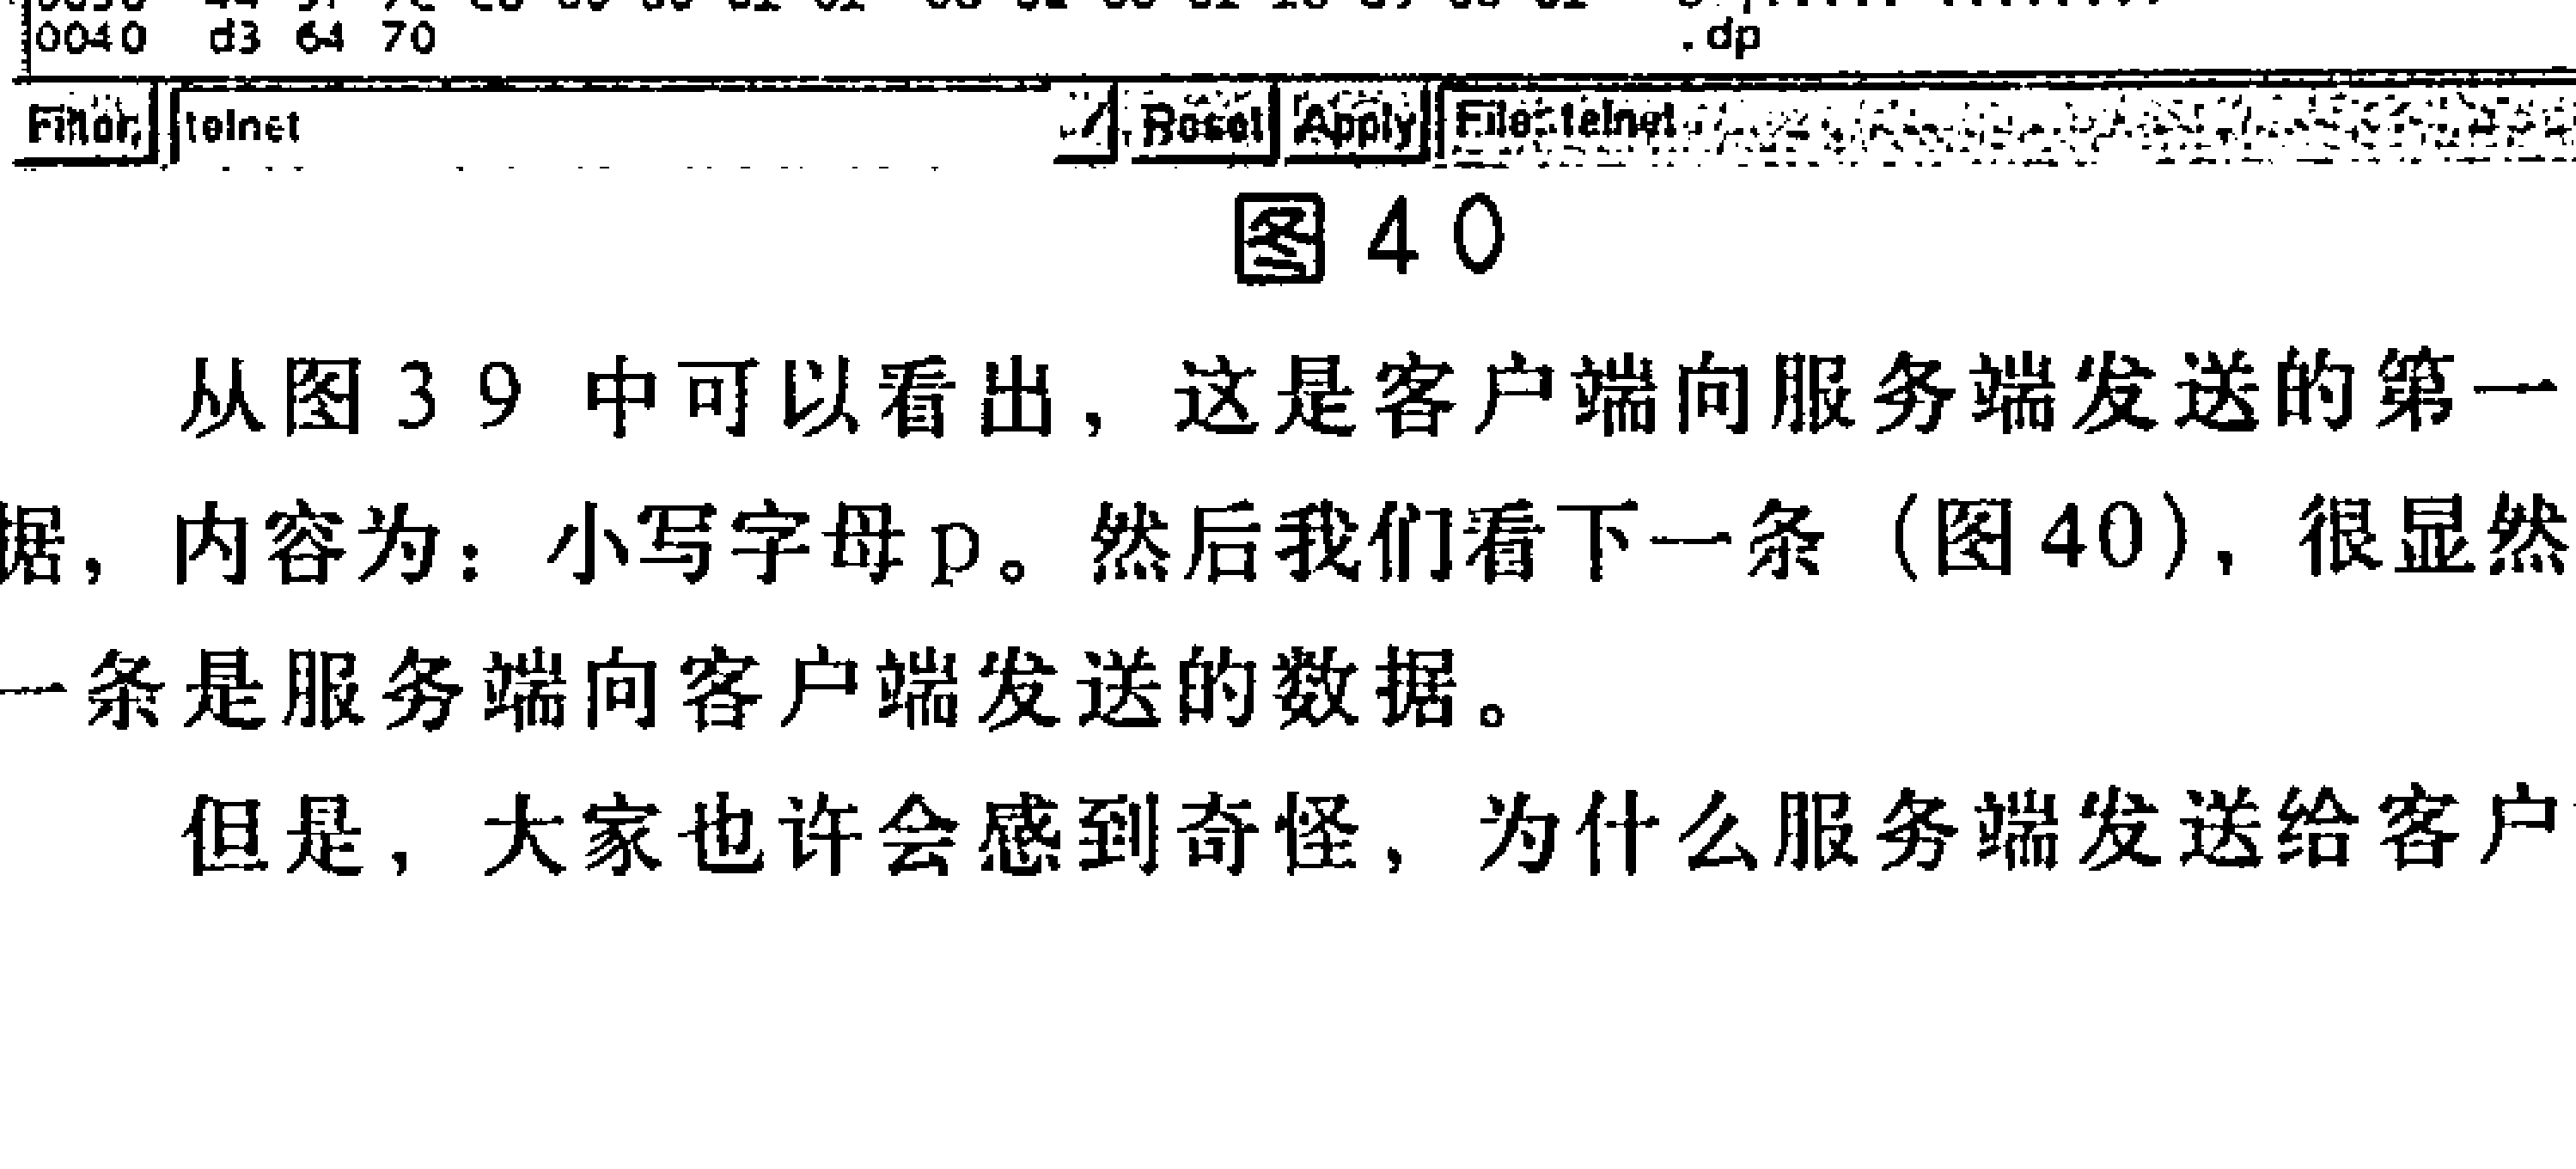 0040 d3 64 70 .dp
Filter: telnet Reset Apply File: telnet
图 40
从图39 中可以看出，这是客户端向服务端发送的第一
据，内容为：小写字母p。然后我们看下一条（图40），很显然
一条是服务端向客户端发送的数据。
但是，大家也许会感到奇怪，为什么服务端发送给客户